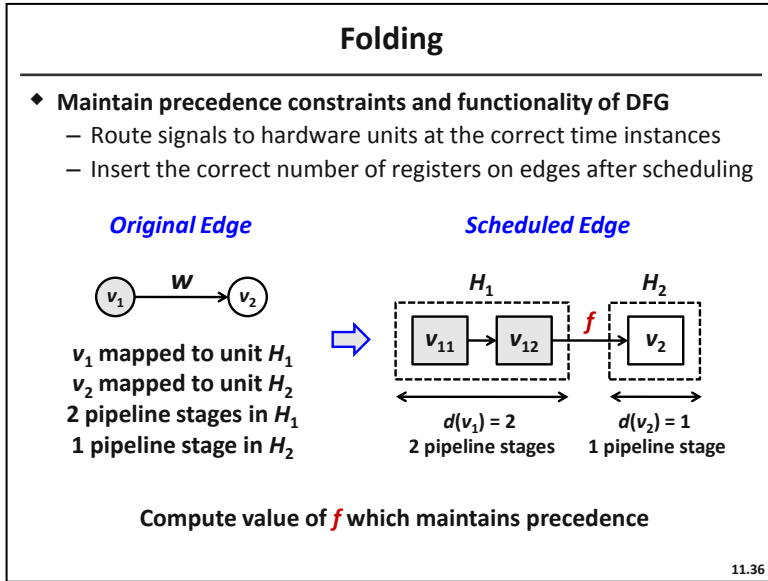 Folding
◆ Maintain precedence constraints and functionality of DFG
– Route signals to hardware units at the correct time instances
– Insert the correct number of registers on edges after scheduling
Original Edge
v1 w v2
v1 mapped to unit H1
v2 mapped to unit H2
2 pipeline stages in H1
1 pipeline stage in H2
Scheduled Edge
H1 H2
v11 v12 f v2
d(v1) = 2 d(v2) = 1
2 pipeline stages 1 pipeline stage
Compute value of f which maintains precedence
11.36